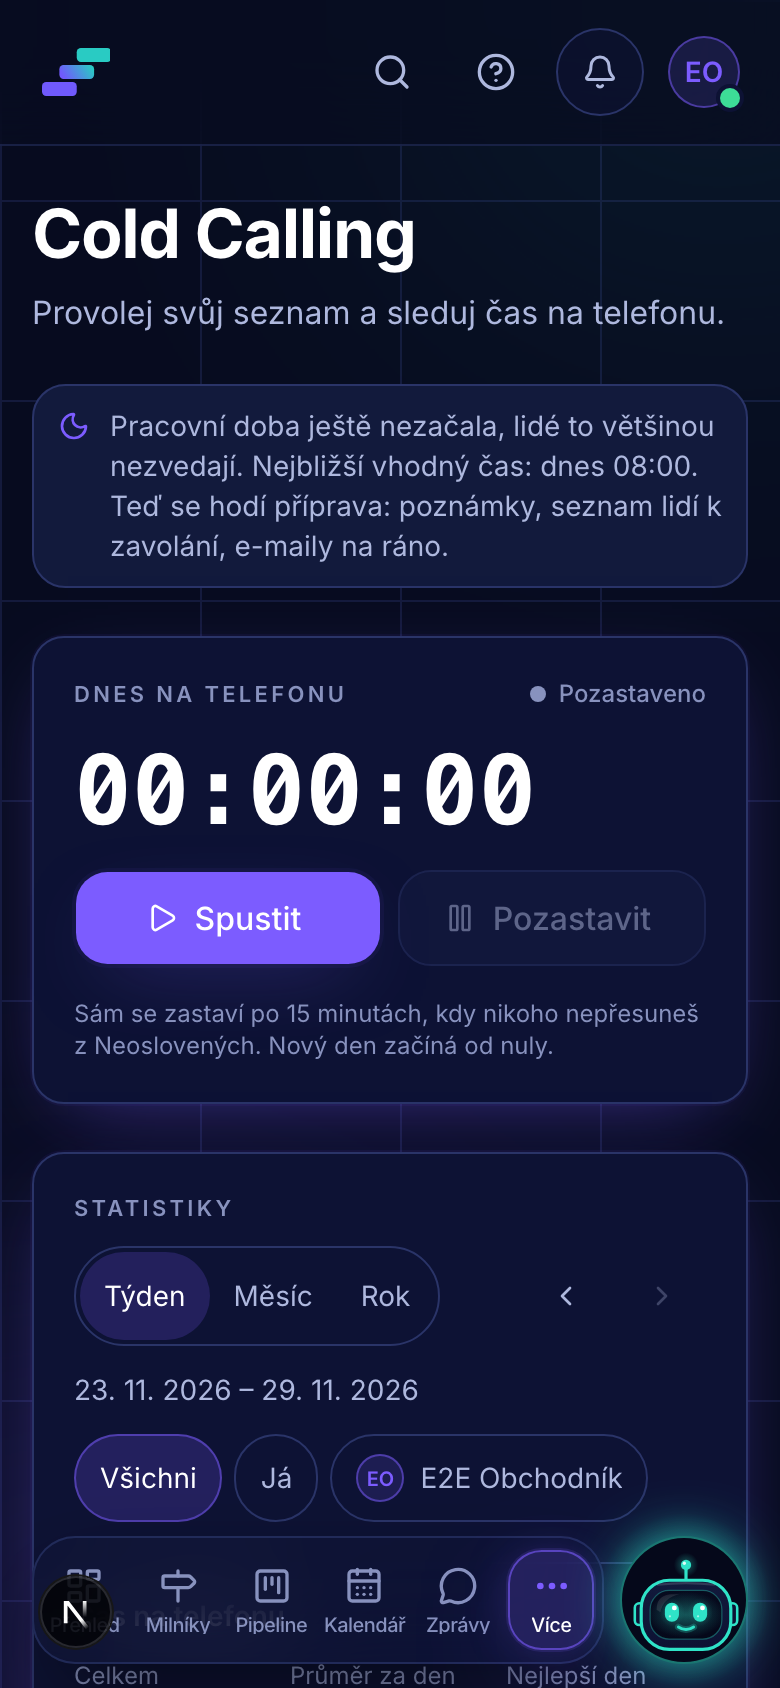 EO
Cold Calling
Provolej svůj seznam a sleduj čas na telefonu.
Pracovní doba ještě nezačala, lidé to většinou
nezvedají. Nejbližší vhodný čas: dnes 08:00.
Teď se hodí příprava: poznámky, seznam lidí k
zavolání, e-maily na ráno.
DNES NA TELEFONU
Pozastaveno
00:00:00
Spustit
Pozastavit
Sám se zastaví po 15 minutách, kdy nikoho nepřesuneš
z Neoslovených. Nový den začíná od nuly.
STATISTIKY
Týden
Měsíc
Rok
23. 11. 2026 – 29. 11. 2026
Všichni
Já
EO
E2E Obchodník
na telefonu
N
Milníky
Pipeline
Kalendář
Zprávy
Více
Celkem
Průměr za den
Nejlepší den